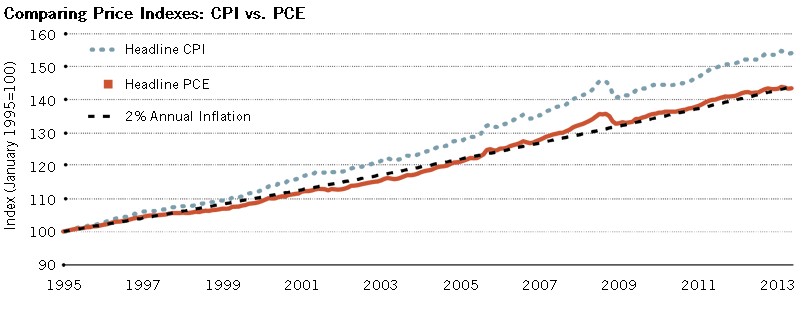 Comparing Price Indexes: CPI vs. PCE
Index (January 1995=100)
160
150
140
130
120
110
100
90
Headline CPI
Headline PCE
2% Annual Inflation
1995 1997 1999 2001 2003 2005 2007 2009 2011 2013